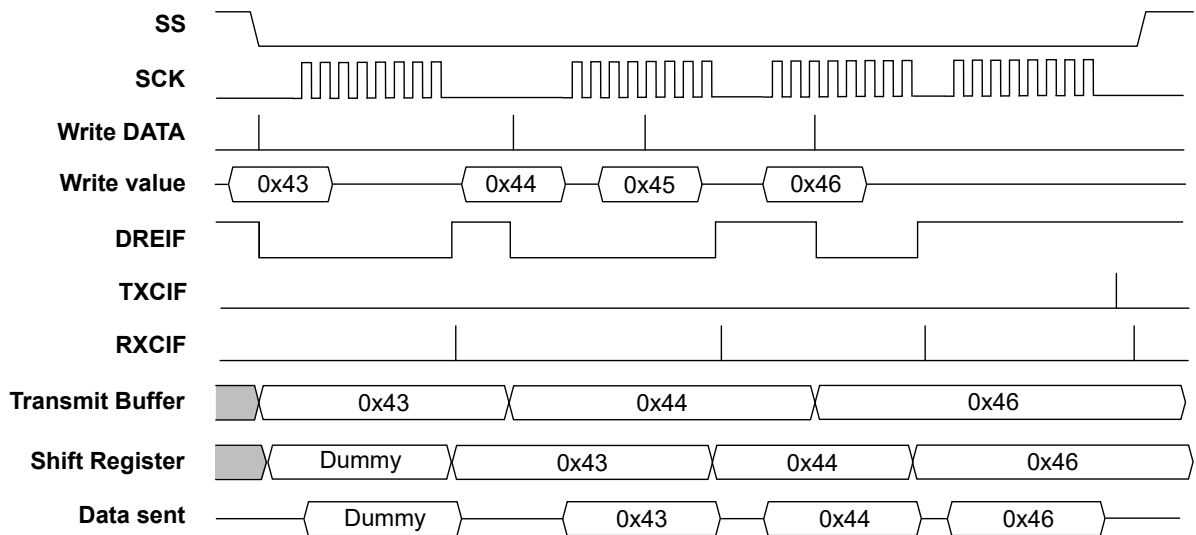 SS
SCK
Write DATA
Write value 0x43 0x44 0x45 0x46
DREIF
TXCIF
RXCIF
Transmit Buffer 0x43 0x44 0x46
Shift Register Dummy 0x43 0x44 0x46
Data sent Dummy 0x43 0x44 0x46